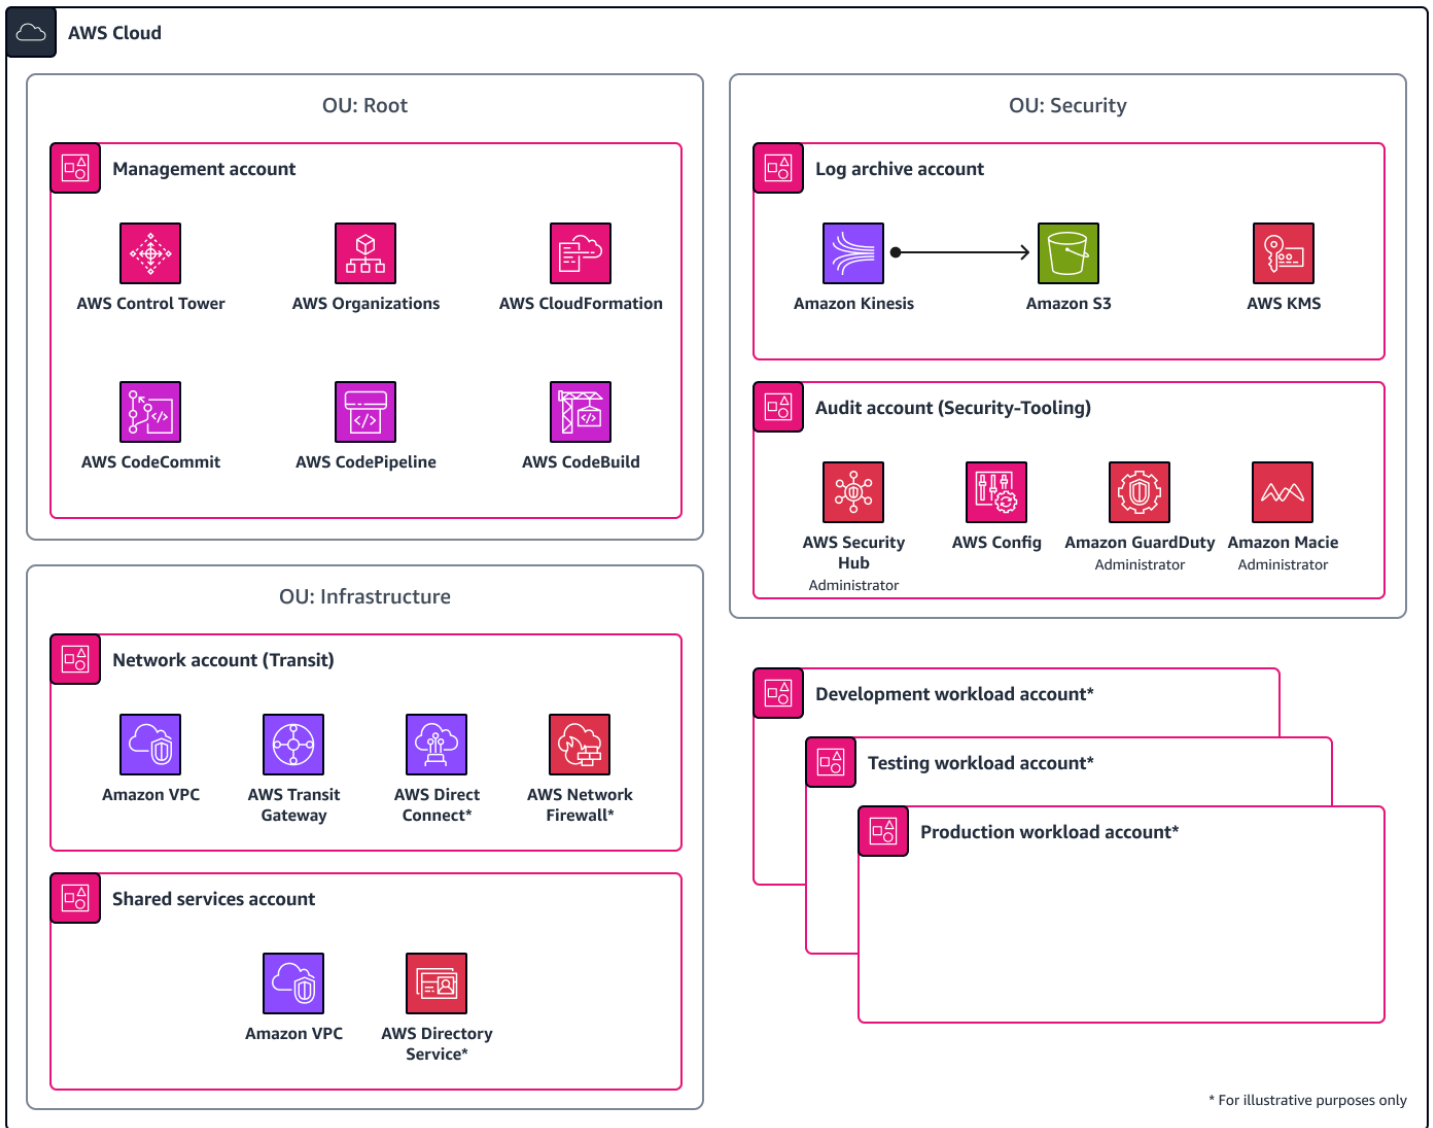 AWS Cloud
OU: Root
Management account
AWS Control Tower
AWS Organizations
AWS CloudFormation
AWS CodeCommit
AWS CodePipeline
AWS CodeBuild
OU: Security
Log archive account
Amazon Kinesis
Amazon S3
AWS KMS
Audit account (Security-Tooling)
AWS Security
Hub
Administrator
AWS Config
Amazon GuardDuty
Administrator
Amazon Macie
Administrator
OU: Infrastructure
Network account (Transit)
Amazon VPC
AWS Transit
Gateway
AWS Direct
Connect*
AWS Network
Firewall*
Shared services account
Amazon VPC
AWS Directory
Service*
Development workload account*
Testing workload account*
Production workload account*
* For illustrative purposes only